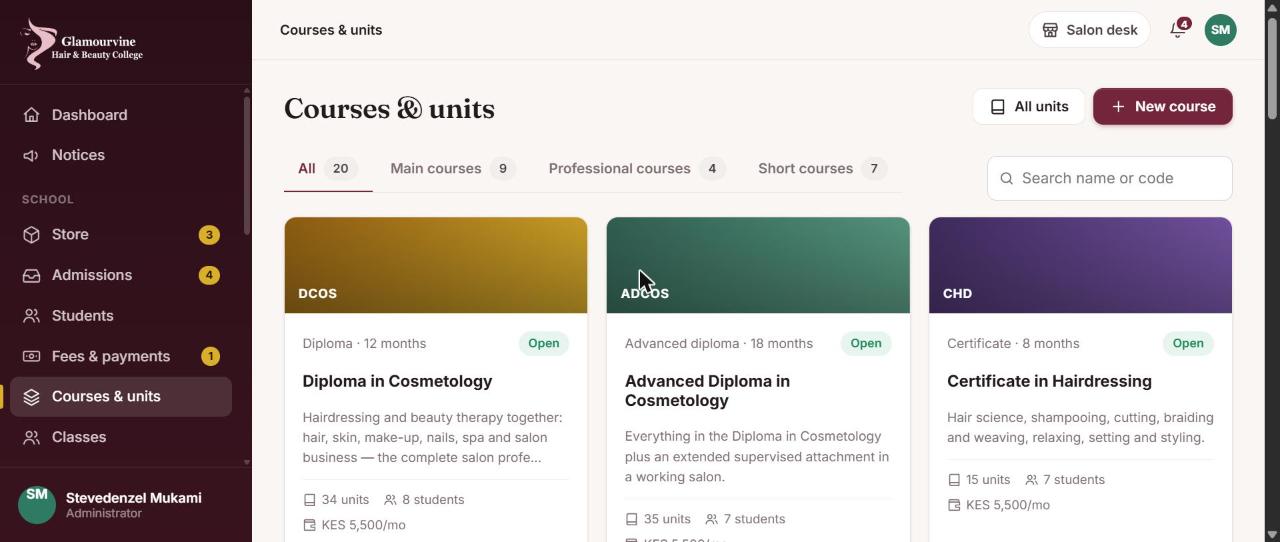 Glamourvine
Hair & Beauty College
Dashboard
Notices
SCHOOL
Store 3
Admissions 4
Students
Fees & payments 1
Courses & units
Classes
SM
Stevedenzel Mukami
Administrator
Courses & units
Salon desk
4
SM
Courses & units
All units
New course
All 20
Main courses 9
Professional courses 4
Short courses 7
Search name or code
DCOS
Diploma · 12 months
Open
Diploma in Cosmetology
Hairdressing and beauty therapy together:
hair, skin, make-up, nails, spa and salon
business — the complete salon profe...
34 units 8 students
KES 5,500/mo
ADCOS
Advanced diploma · 18 months
Open
Advanced Diploma in
Cosmetology
Everything in the Diploma in Cosmetology
plus an extended supervised attachment in
a working salon.
35 units 7 students
KES 5,500/mo
CHD
Certificate · 8 months
Open
Certificate in Hairdressing
Hair science, shampooing, cutting, braiding
and weaving, relaxing, setting and styling.
15 units 7 students
KES 5,500/mo